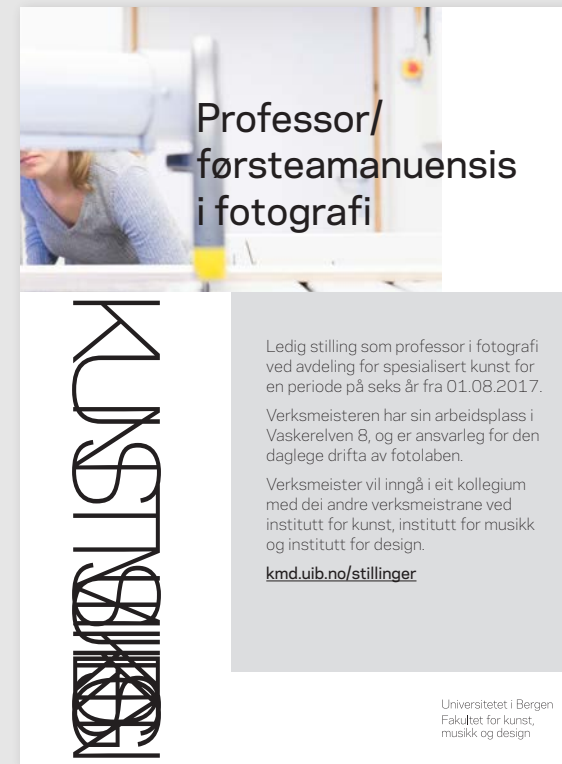 Professor/
førsteamanuensis
i fotografi
Ledig stilling som professor i fotografi
ved avdeling for spesialisert kunst for
en periode på seks år fra 01.08.2017.
Verksmeisteren har sin arbeidsplass i
Vaskerelven 8, og er ansvarleg for den
daglege drifta av fotolaben.
Verksmeister vil inngå i eit kollegium
med dei andre verksmeistrane ved
institutt for kunst, institutt for musikk
og institutt for design.
kmd.uib.no/stillinger
Universitetet i Bergen
Fakultet for kunst,
musikk og design